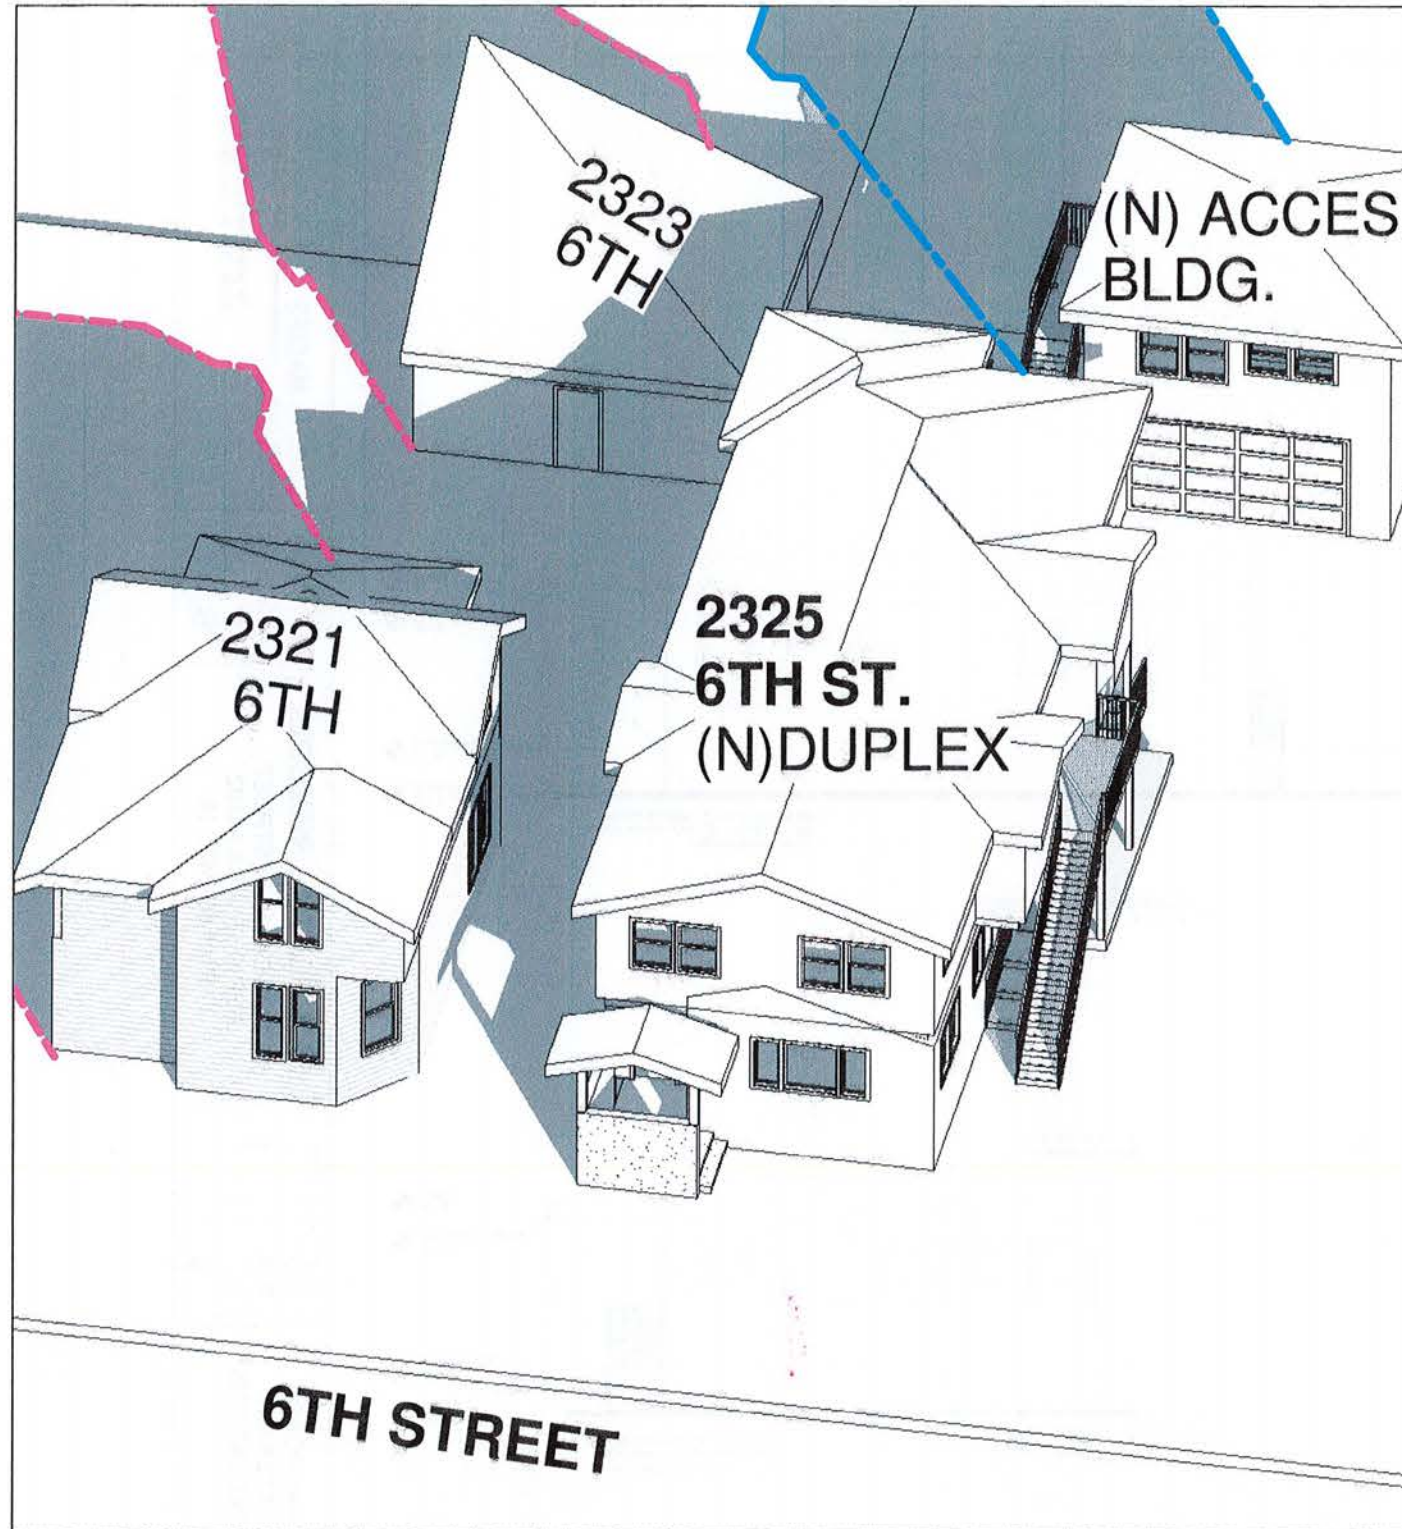 2323
6TH
(N) ACCES
BLDG.
2321
6TH
2325
6TH ST.
(N)DUPLEX
6TH STREET